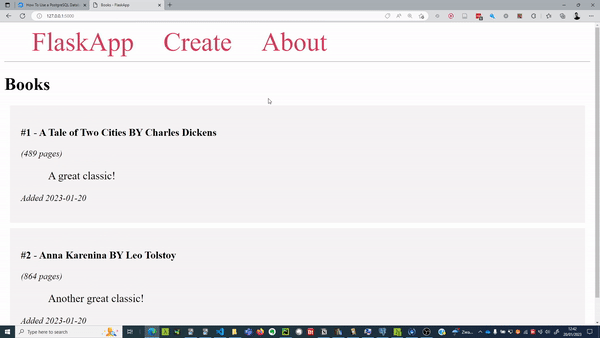 How To Use a PostgreSQL Datab
Books - FlaskApp
127.0.0.1:5000
FlaskApp Create About
Books
#1 - A Tale of Two Cities BY Charles Dickens
(489 pages)
A great classic!
Added 2023-01-20
#2 - Anna Karenina BY Leo Tolstoy
(864 pages)
Another great classic!
Added 2023-01-20
Type here to search
12:42
29/01/2023